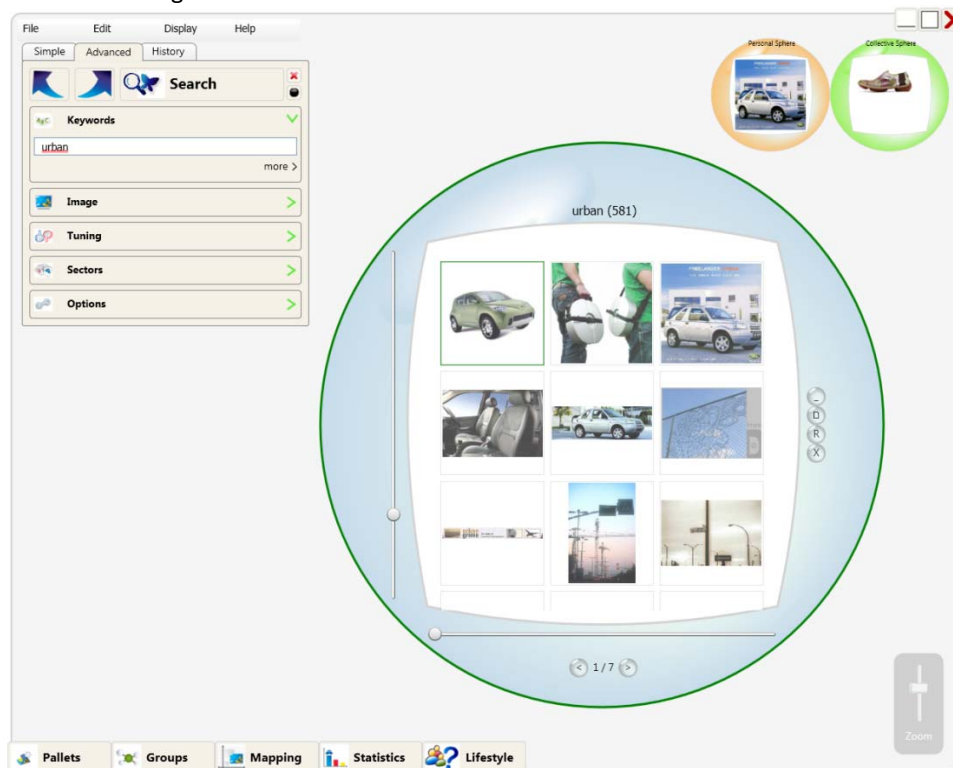 File Edit Display Help
Simple Advanced History
Search
Keywords
urban
more >
Image
Tuning
Sectors
Options
Personal Sphere
Collective Sphere
urban (581)
_
D
R
X
< 1 / 7 >
Zoom
Pallets Groups Mapping Statistics Lifestyle